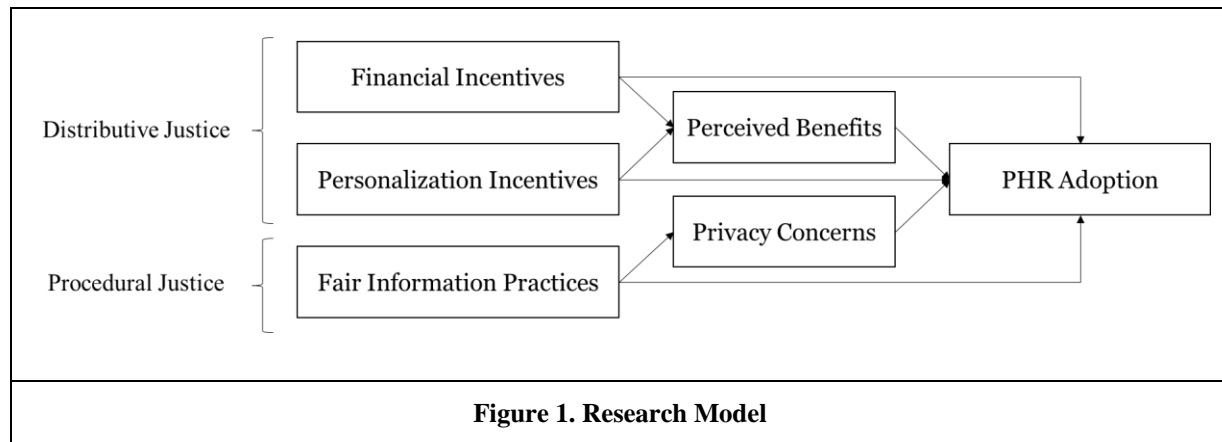 Financial Incentives
Distributive Justice
Perceived Benefits
Personalization Incentives
PHR Adoption
Privacy Concerns
Procedural Justice
Fair Information Practices
Figure 1. Research Model